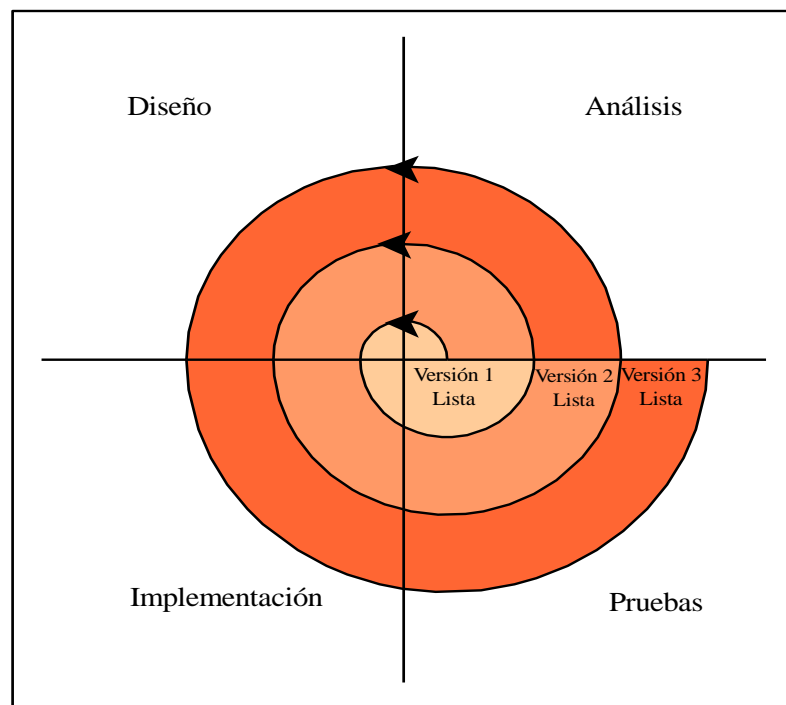 Diseño
Análisis
Versión 1
Lista
Versión 2
Lista
Versión 3
Lista
Implementación
Pruebas